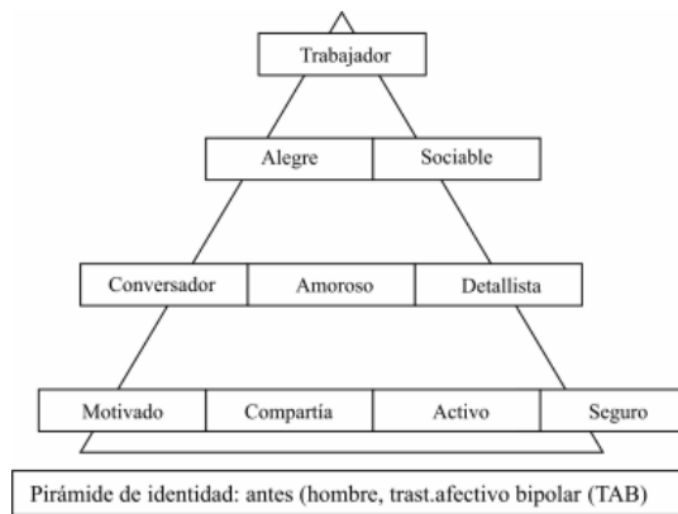 Trabajador
Alegre Sociable
Conversador Amoroso Detallista
Motivado Compartía Activo Seguro
Pirámide de identidad: antes (hombre, trast.afectivo bipolar (TAB)